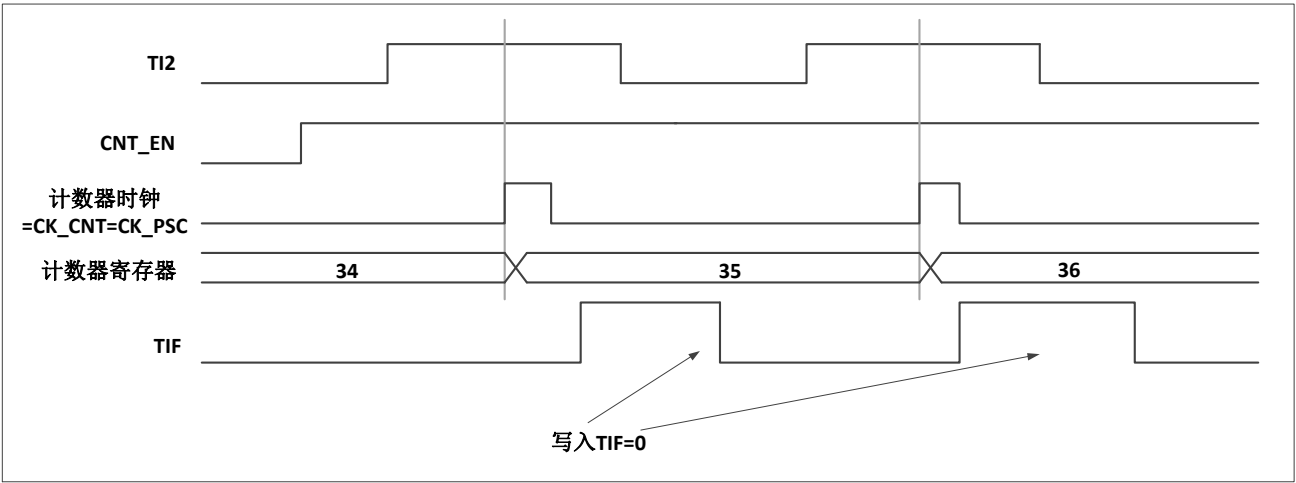 TI2
CNT_EN
计数器时钟
=CK_CNT=CK_PSC
计数器寄存器
34
35
36
TIF
写入TIF=0